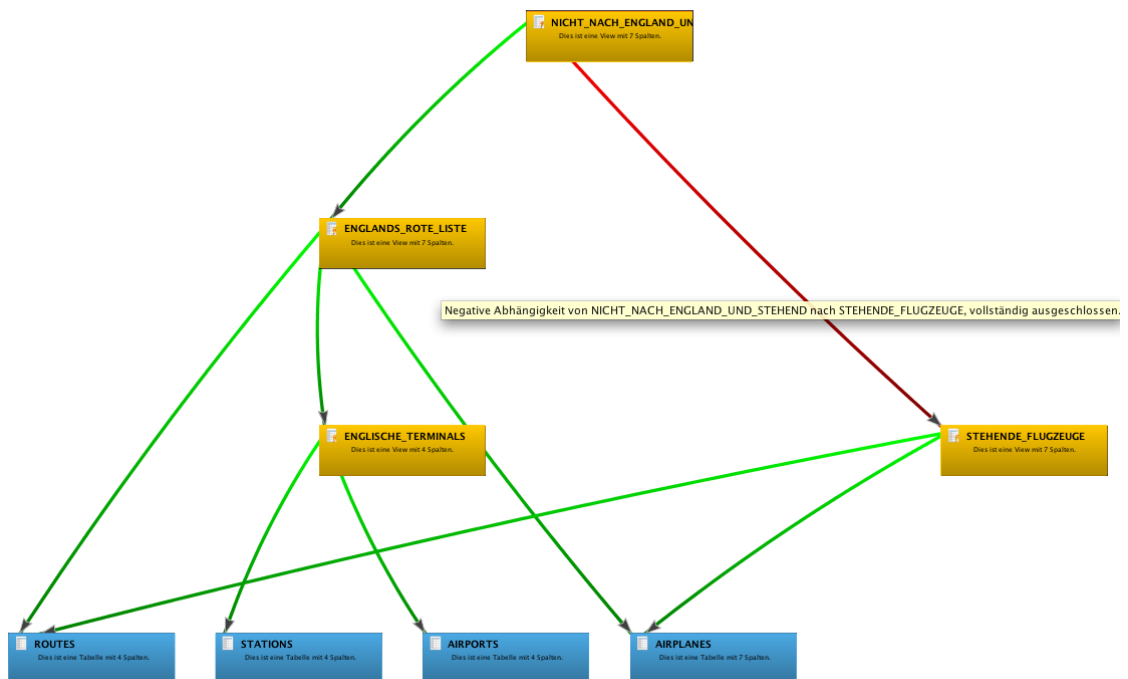 NICHT_NACH_ENGLAND_UN
Dies ist eine View mit 7 Spalten.
ENGLANDS_ROTE_LISTE
Dies ist eine View mit 7 Spalten.
Negative Abhängigkeit von NICHT_NACH_ENGLAND_UND_STEHEND nach STEHENDE_FLUGZEUGE, vollständig ausgeschlossen.
ENGLISCHE_TERMINALS
Dies ist eine View mit 4 Spalten.
STEHENDE_FLUGZEUGE
Dies ist eine View mit 7 Spalten.
ROUTES
Dies ist eine Tabelle mit 4 Spalten.
STATIONS
Dies ist eine Tabelle mit 4 Spalten.
AIRPORTS
Dies ist eine Tabelle mit 4 Spalten.
AIRPLANES
Dies ist eine Tabelle mit 7 Spalten.